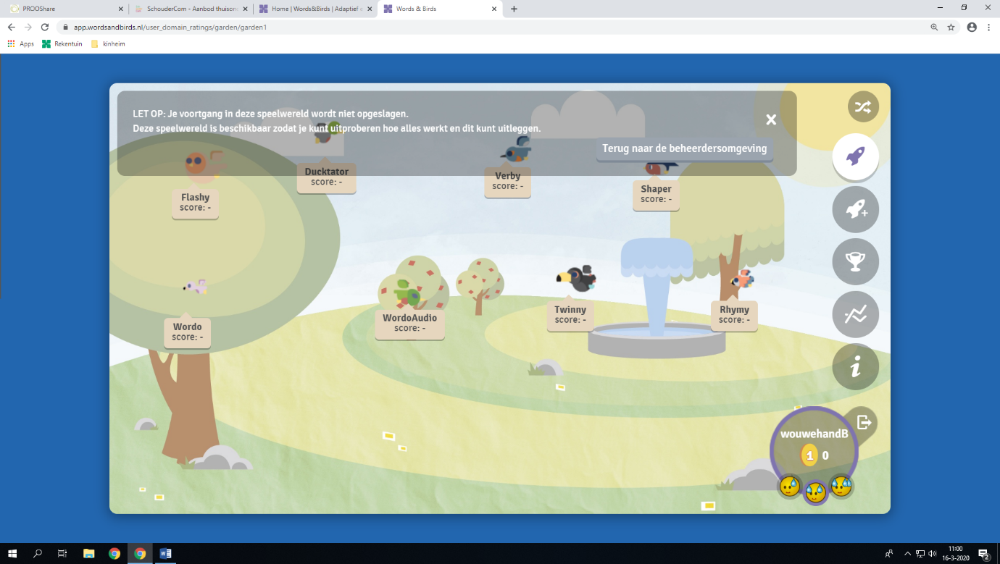 PROOShare
SchouderCom - Aanbod thuison
Home | Words&Birds | Adaptief e
Words & Birds
app.wordsandbirds.nl/user_domain_ratings/garden/garden1
Apps
Rekentuin
kinheim
LET OP: Je voortgang in deze speelwereld wordt niet opgeslagen.
Deze speelwereld is beschikbaar zodat je kunt uitproberen hoe alles werkt en dit kunt uitleggen.
Terug naar de beheerdersomgeving
Ducktator
score: -
Verby
score: -
Shaper
score: -
Flashy
score: -
Wordo
score: -
WordoAudio
score: -
Twinny
score: -
Rhymy
score: -
wouwehandB
1 0
11:00
16-3-2020
2